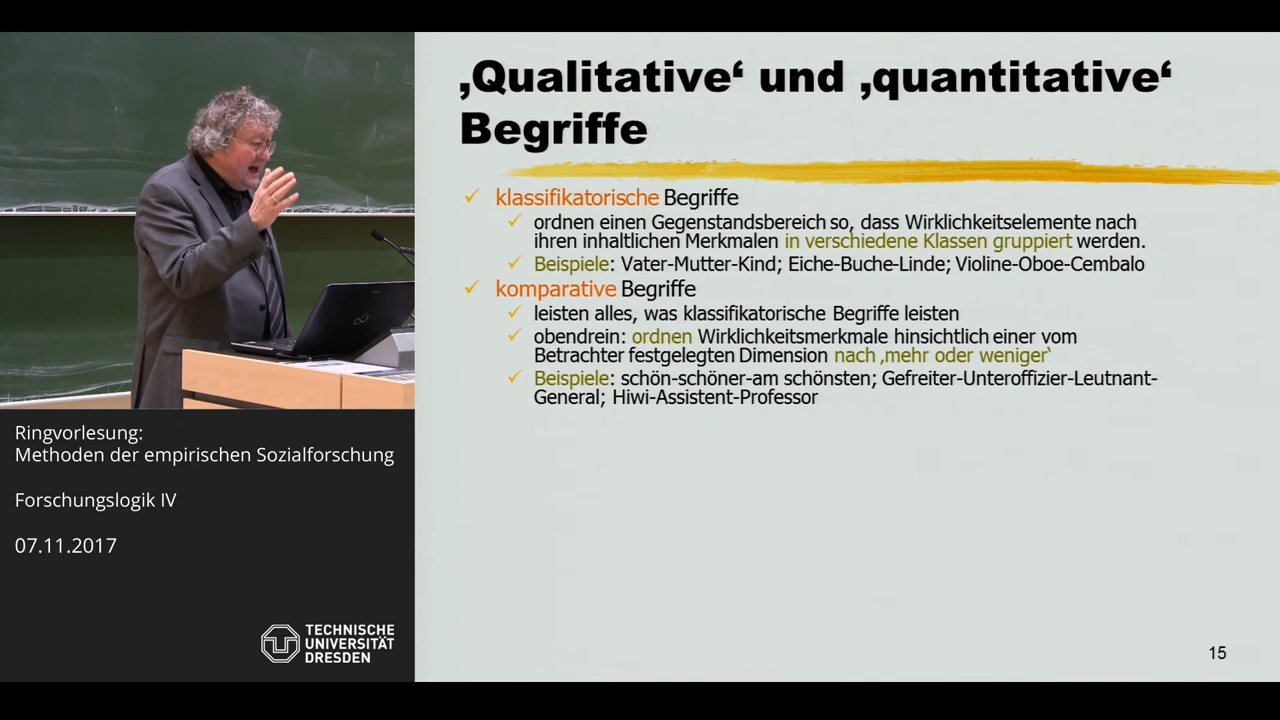 ‚Qualitative‘ und ‚quantitative‘
Begriffe
klassifikatorische Begriffe
ordnen einen Gegenstandsbereich so, dass Wirklichkeitselemente nach
ihren inhaltlichen Merkmalen in verschiedene Klassen gruppiert werden.
Beispiele: Vater-Mutter-Kind; Eiche-Buche-Linde; Violine-Oboe-Cembalo
komparative Begriffe
leisten alles, was klassifikatorische Begriffe leisten
obendrein: ordnen Wirklichkeitsmerkmale hinsichtlich einer vom
Betrachter festgelegten Dimension nach ‚mehr oder weniger‘
Beispiele: schön-schöner-am schönsten; Gefreiter-Unteroffizier-Leutnant-
General; Hiwi-Assistent-Professor
15
Ringvorlesung:
Methoden der empirischen Sozialforschung
Forschungslogik IV
07.11.2017
TECHNISCHE
UNIVERSITÄT
DRESDEN